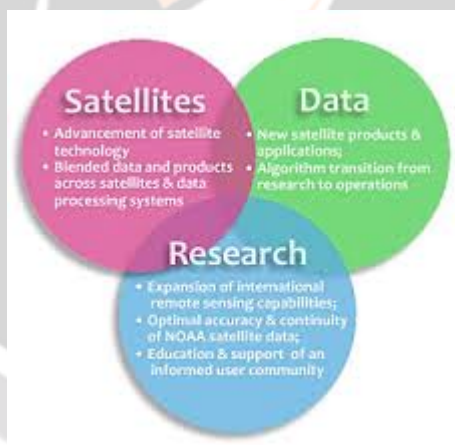 Satellites
• Advancement of satellite
technology
• Blended data and products
across satellites & data
processing systems
Data
• New satellite products &
applications;
• Algorithm transition from
research to operations
Research
• Expansion of international
remote sensing capabilities;
• Optimal accuracy & continuity
of NOAA satellite data;
• Education & support of an
informed user community